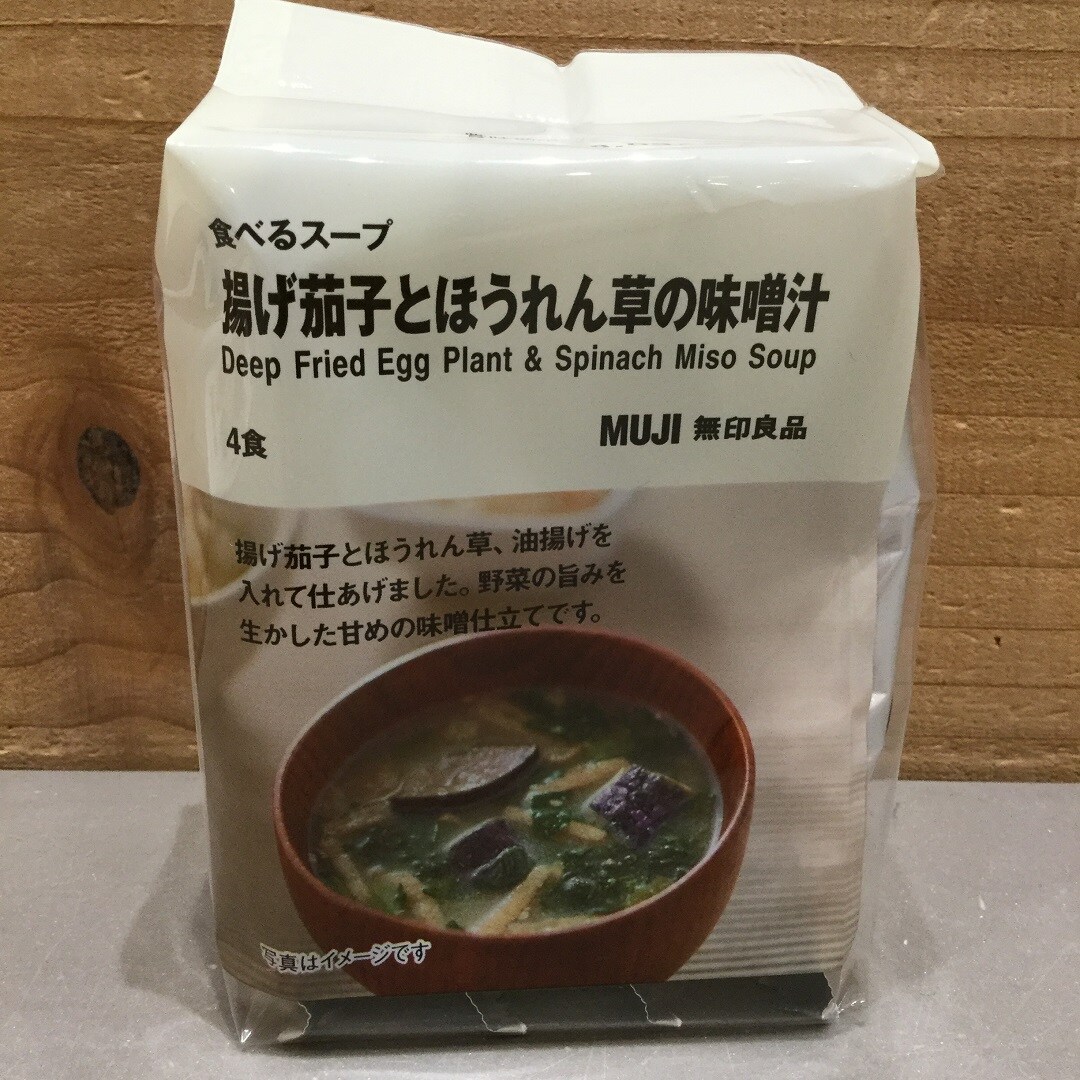 食べるスープ
揚げ茄子とほうれん草の味噌汁
Deep Fried Egg Plant & Spinach Miso Soup
4食
MUJI 無印良品
揚げ茄子とほうれん草、油揚げを
入れて仕あげました。野菜の旨みを
生かした甘めの味噌仕立てです。
写真はイメージです